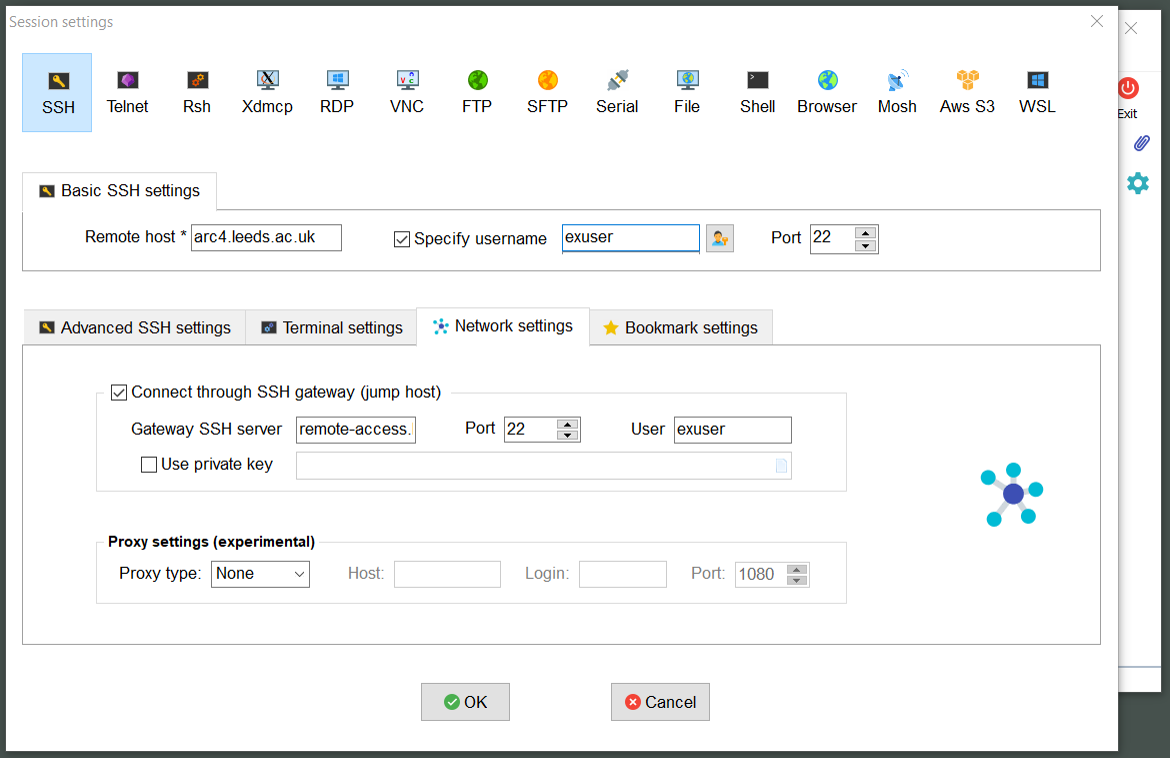 Session settings
SSH Telnet Rsh Xdmcp RDP VNC FTP SFTP Serial File Shell Browser Mosh Aws S3 WSL
Exit
Basic SSH settings
Remote host * arc4.leeds.ac.uk Specify username exuser Port 22
Advanced SSH settings Terminal settings Network settings Bookmark settings
Connect through SSH gateway (jump host)
Gateway SSH server remote-access. Port 22 User exuser
Use private key
Proxy settings (experimental)
Proxy type: None Host: Login: Port: 1080
OK Cancel